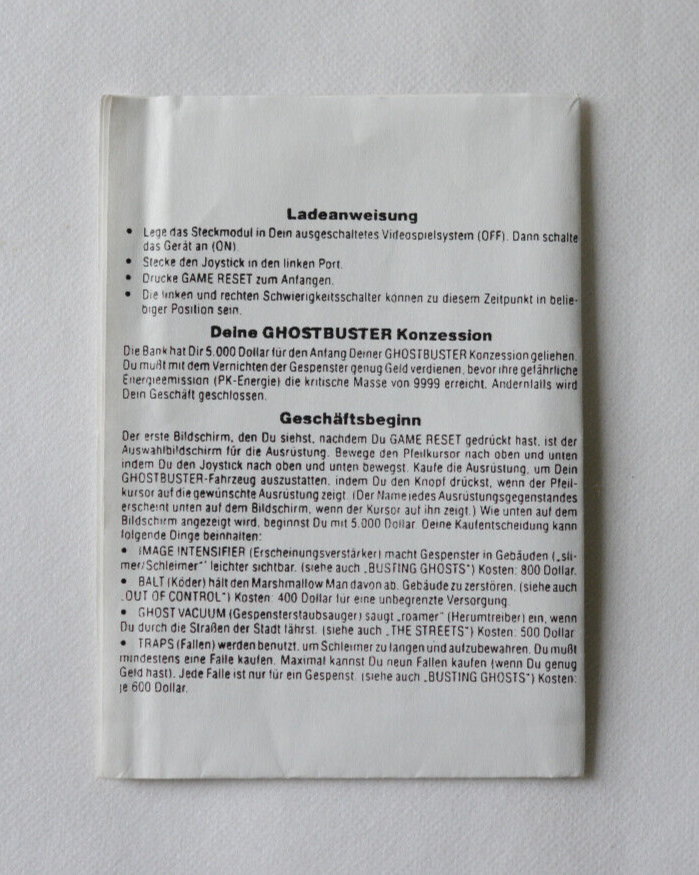 Ladeanweisung
• Lege das Steckmodul in Dein ausgeschaltetes Videospielsystem (OFF). Dann schalte
das Gerät an (ON).
• Stecke den Joystick in den linken Port.
• Drucke GAME RESET zum Anfangen.
• Die linken und rechten Schwierigkeitsschalter können zu diesem Zeitpunkt in belie-
biger Position sein.
Deine GHOSTBUSTER Konzession
Die Bank hat Dir 5.000 Dollar für den Anfang Deiner GHOSTBUSTER Konzession geliehen.
Du mußt mit dem Vernichten der Gespenster genug Geld verdienen, bevor ihre gefährliche
Energieemission (PK-Energie) die kritische Masse von 9999 erreicht. Andernfalls wird
Dein Geschäft geschlossen.
Geschäftsbeginn
Der erste Bildschirm, den Du siehst, nachdem Du GAME RESET gedrückt hast, ist der
Auswahlbildschirm für die Ausrüstung. Bewege den Pfeilkursor nach oben und unten
indem Du den Joystick nach oben und unten bewegst. Kaufe die Ausrüstung, um Dein
GHOSTBUSTER-Fahrzeug auszustatten, indem Du den Knopf drückst, wenn der Pfeil-
kursor auf die gewünschte Ausrüstung zeigt. (Der Name jedes Ausrüstungsgegenstandes
erscheint unten auf dem Bildschirm, wenn der Kursor auf ihn zeigt.) Wie unten auf dem
Bildschirm angezeigt wird, beginnst Du mit 5.000 Dollar. Deine Kaufentscheidung kann
folgende Dinge beinhalten:
• IMAGE INTENSIFIER (Erscheinungsverstärker) macht Gespenster in Gebäuden („sli-
mer/Schleimer“ leichter sichtbar. (siehe auch „BUSTING GHOSTS“) Kosten: 800 Dollar.
• BALT (Köder) hält den Marshmallow Man davon ab, Gebäude zu zerstören. (siehe auch
„OUT OF CONTROL“) Kosten: 400 Dollar für eine unbegrenzte Versorgung.
• GHOST VACUUM (Gespensterstaubsauger) saugt „roamer“ (Herumtreiber) ein, wenn
Du durch die Straßen der Stadt fährst. (siehe auch „THE STREETS“) Kosten: 500 Dollar
• TRAPS (Fallen) werden benutzt, um Schleimer zu fangen und aufzubewahren. Du mußt
mindestens eine Falle kaufen. Maximal kannst Du neun Fallen kaufen (wenn Du genug
Geld hast). Jede Falle ist nur für ein Gespenst. (siehe auch „BUSTING GHOSTS“) Kosten:
je 600 Dollar.